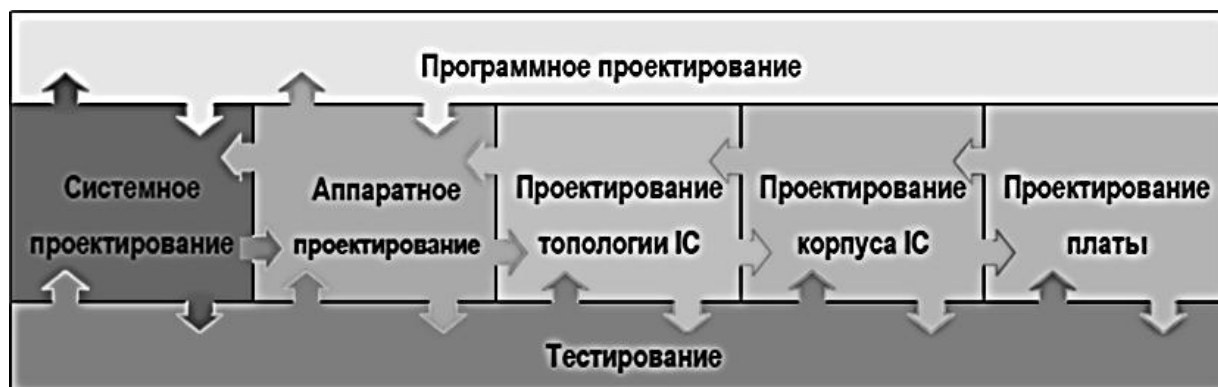 Программное проектирование
Системное
проектирование
Аппаратное
проектирование
Проектирование
топологии IC
Проектирование
корпуса IC
Проектирование
платы
Тестирование